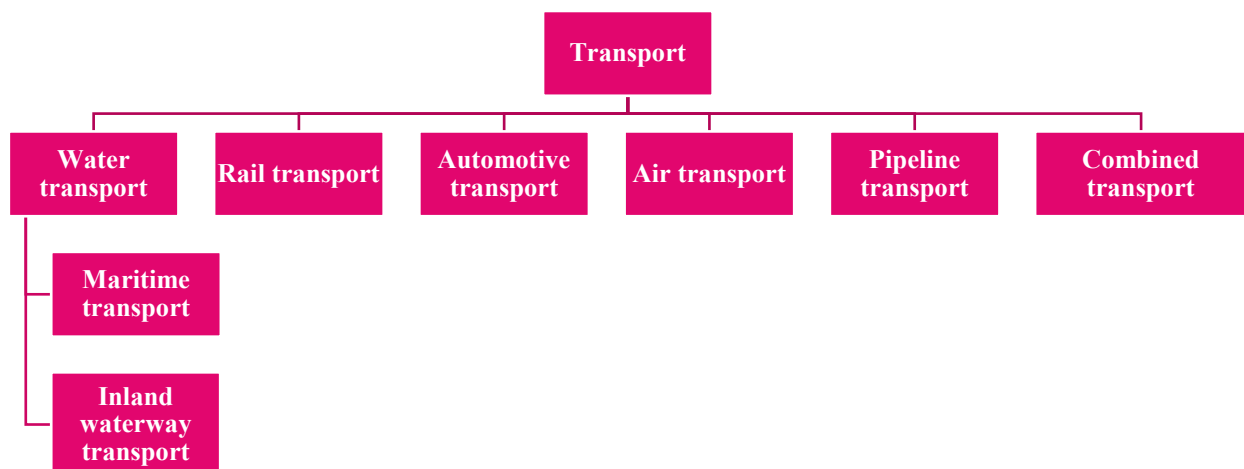 Transport
Water
transport
Rail transport
Automotive
transport
Air transport
Pipeline
transport
Combined
transport
Maritime
transport
Inland
waterway
transport